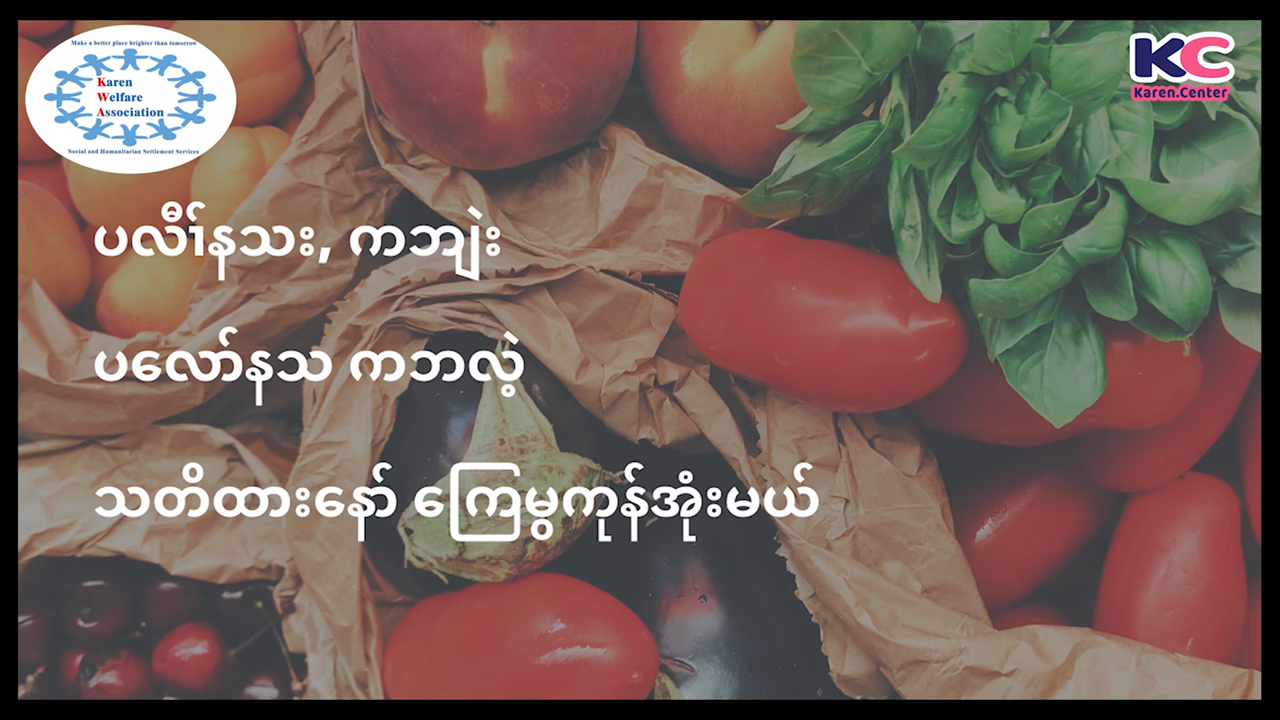 Make a better place brighter than tomorrow
Karen
Welfare
Association
Social and Humanitarian Settlement Services
KC
Karen.Center
ပလီၢ်နသး, ကဘျဲး
ပလော်နသ ကဘလဲ့
သတိထားနော် ကြေမွကုန်အုံးမယ်